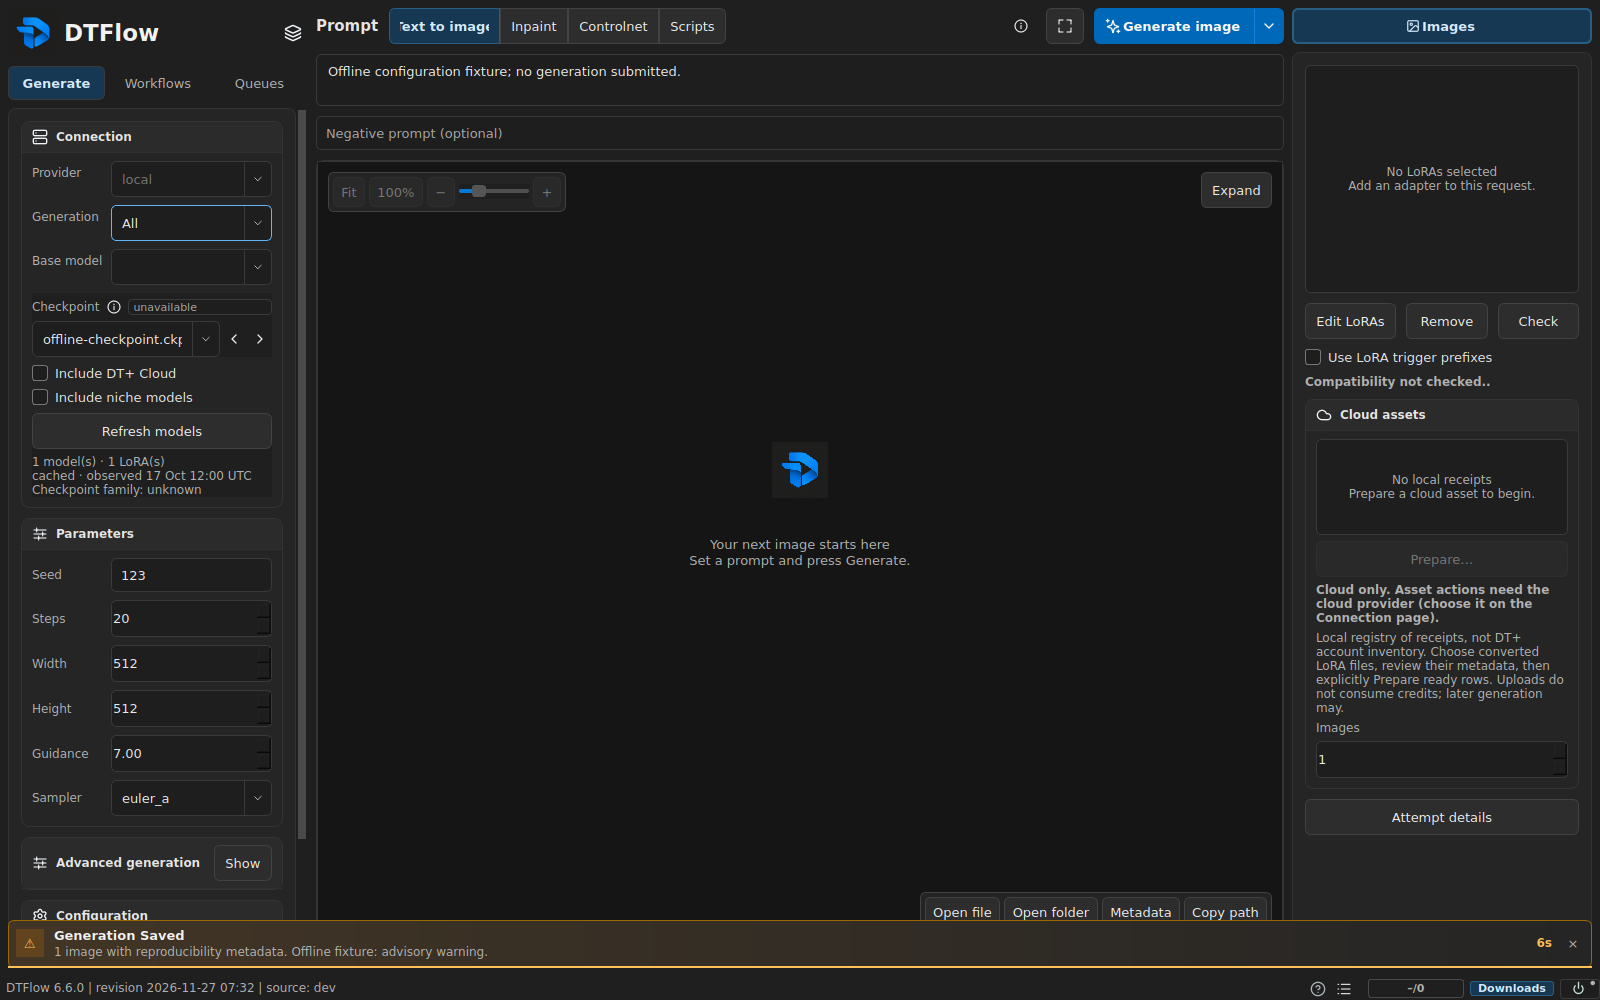 DTFlow
Generate
Workflows
Queues
Connection
Provider
local
Generation
All
Base model
Checkpoint
unavailable
offline-checkpoint.ckp
Include DT+ Cloud
Include niche models
Refresh models
1 model(s) · 1 LoRA(s)
cached · observed 17 Oct 12:00 UTC
Checkpoint family: unknown
Parameters
Seed
123
Steps
20
Width
512
Height
512
Guidance
7.00
Sampler
euler_a
Advanced generation
Show
Configuration
Prompt
Text to image
Inpaint
Controlnet
Scripts
Generate image
Offline configuration fixture; no generation submitted.
Negative prompt (optional)
Fit
100%
−
+
Expand
Your next image starts here
Set a prompt and press Generate.
Open file
Open folder
Metadata
Copy path
Images
No LoRAs selected
Add an adapter to this request.
Edit LoRAs
Remove
Check
Use LoRA trigger prefixes
Compatibility not checked..
Cloud assets
No local receipts
Prepare a cloud asset to begin.
Prepare...
Cloud only. Asset actions need the
cloud provider (choose it on the
Connection page).
Local registry of receipts, not DT+
account inventory. Choose converted
LoRA files, review their metadata, then
explicitly Prepare ready rows. Uploads do
not consume credits; later generation
may.
Images
1
Attempt details
Generation Saved
1 image with reproducibility metadata. Offline fixture: advisory warning.
6s
×
DTFlow 6.6.0 | revision 2026-11-27 07:32 | source: dev
-/0
Downloads